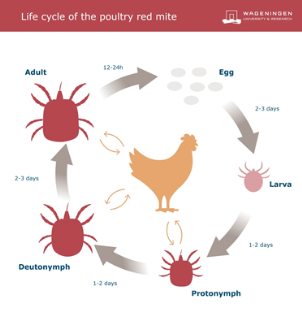 Life cycle of the poultry red mite
WAGENINGEN
UNIVERSITY & RESEARCH
12-24h
Adult
Egg
2-3 days
Larva
2-3 days
1-2 days
Deutonymph
1-2 days
Protonymph